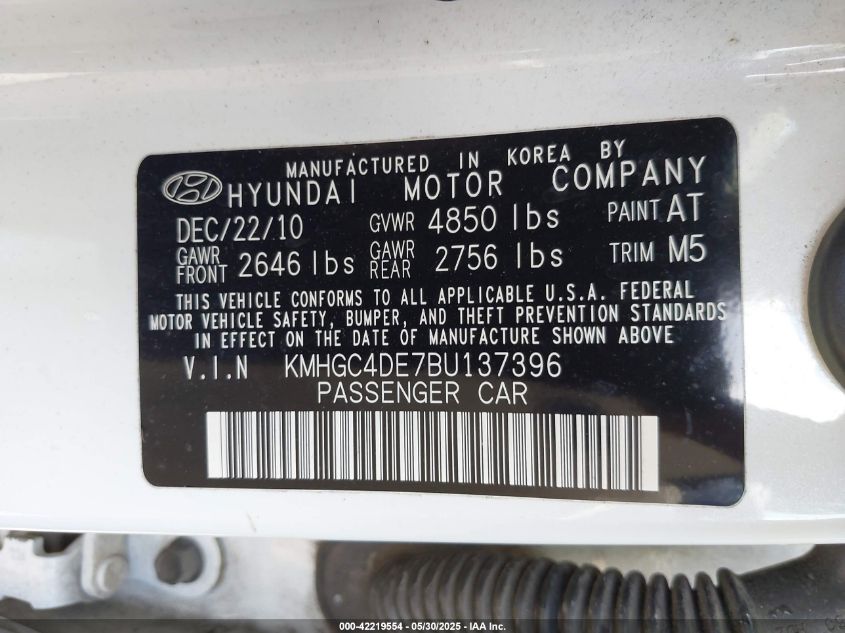 MANUFACTURED IN KOREA BY
HYUNDAI MOTOR COMPANY
DEC/22/10 GVWR 4850 lbs PAINT AT
GAWR FRONT 2646 lbs GAWR REAR 2756 lbs TRIM M5
THIS VEHICLE CONFORMS TO ALL APPLICABLE U.S.A. FEDERAL
MOTOR VEHICLE SAFETY, BUMPER, AND THEFT PREVENTION STANDARDS
IN EFFECT ON THE DATE OF MANUFACTURE SHOWN ABOVE
V.I.N KMHGC4DE7BU137396
PASSENGER CAR
000-42219554 - 05/30/2025 - IAA Inc.